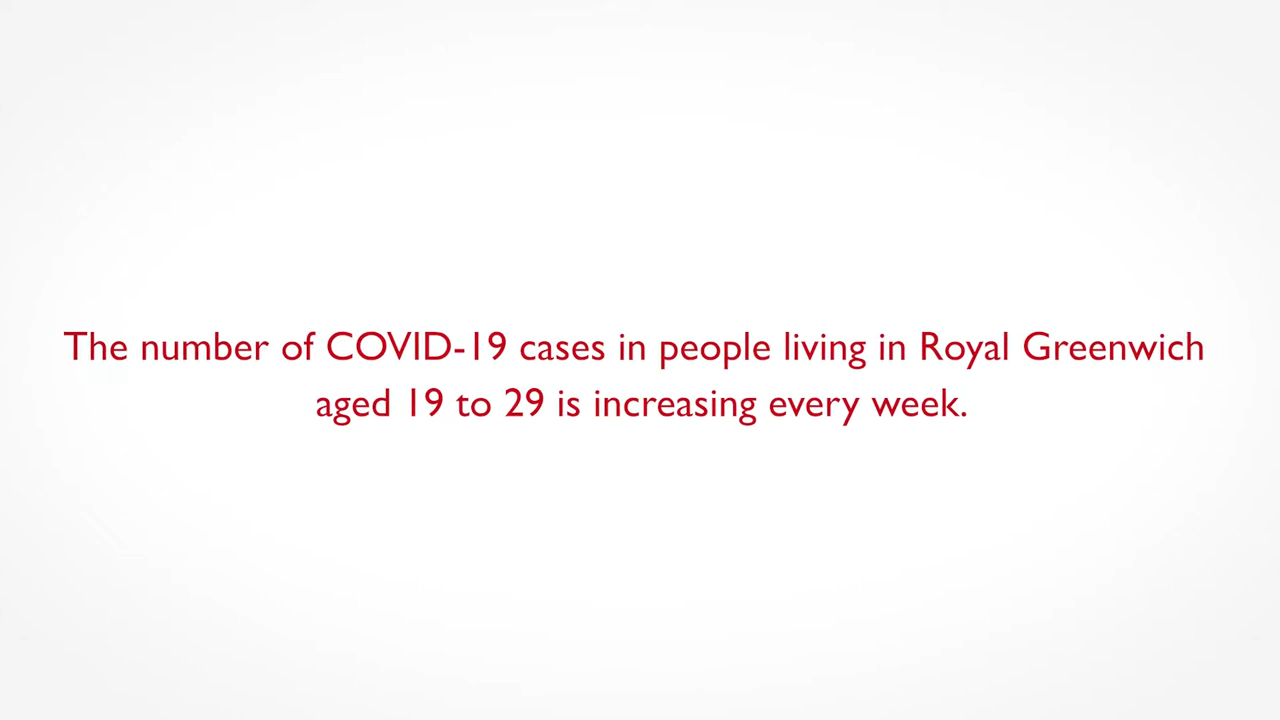 The number of COVID-19 cases in people living in Royal Greenwich
aged 19 to 29 is increasing every week.